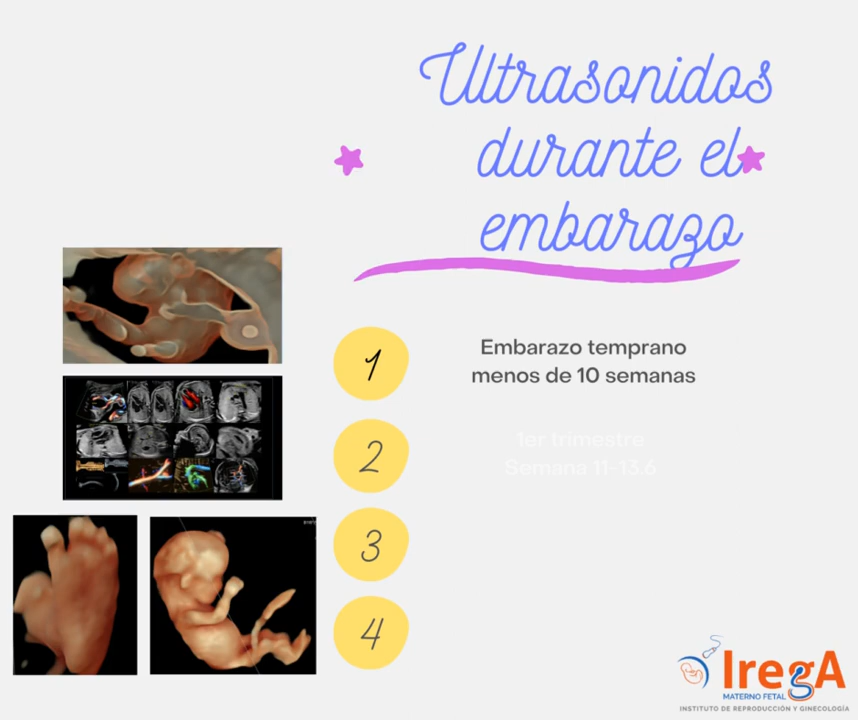 Ultrasonidos
durante el
embarazo
1
Embarazo temprano
menos de 10 semanas
2
1er trimestre
Semana 11-13.6
3
4
IregA
MATERNO FETAL
INSTITUTO DE REPRODUCCIÓN Y GINECOLOGÍA